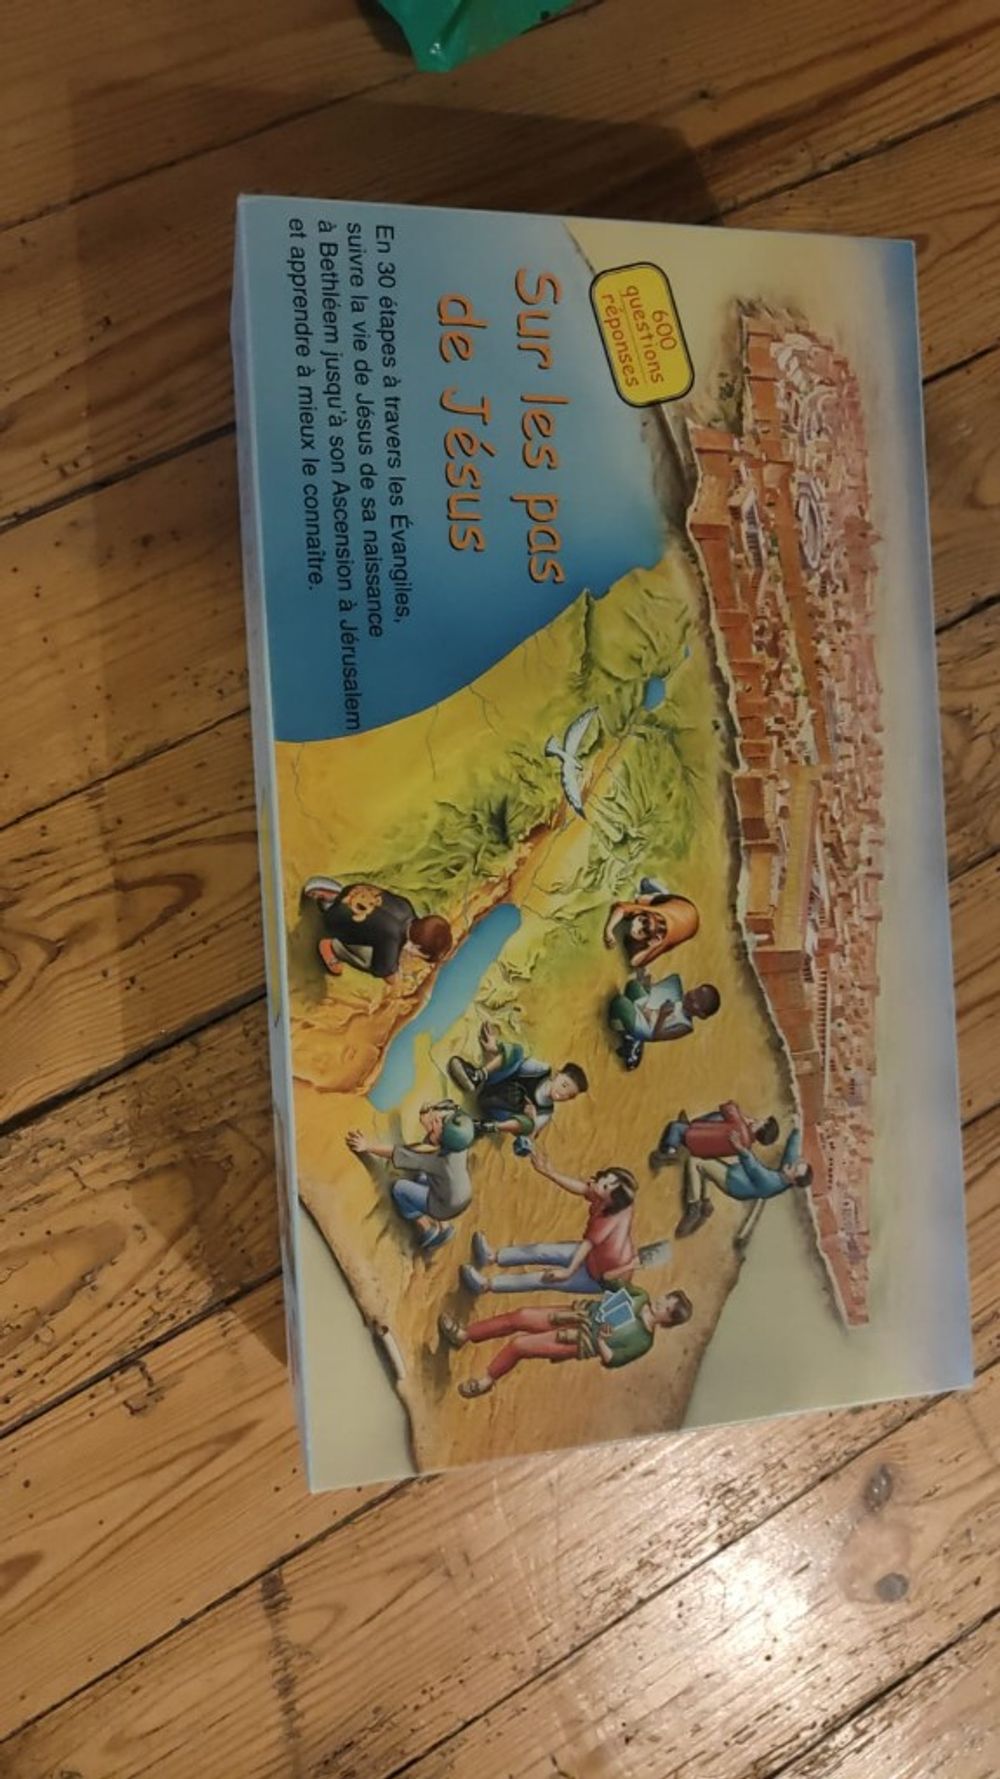 600
questions
réponses
Sur les pas
de Jésus
En 30 étapes à travers les Évangiles,
suivre la vie de Jésus de sa naissance
à Bethléem jusqu'à son Ascension à Jérusalem
et apprendre à mieux le connaître.